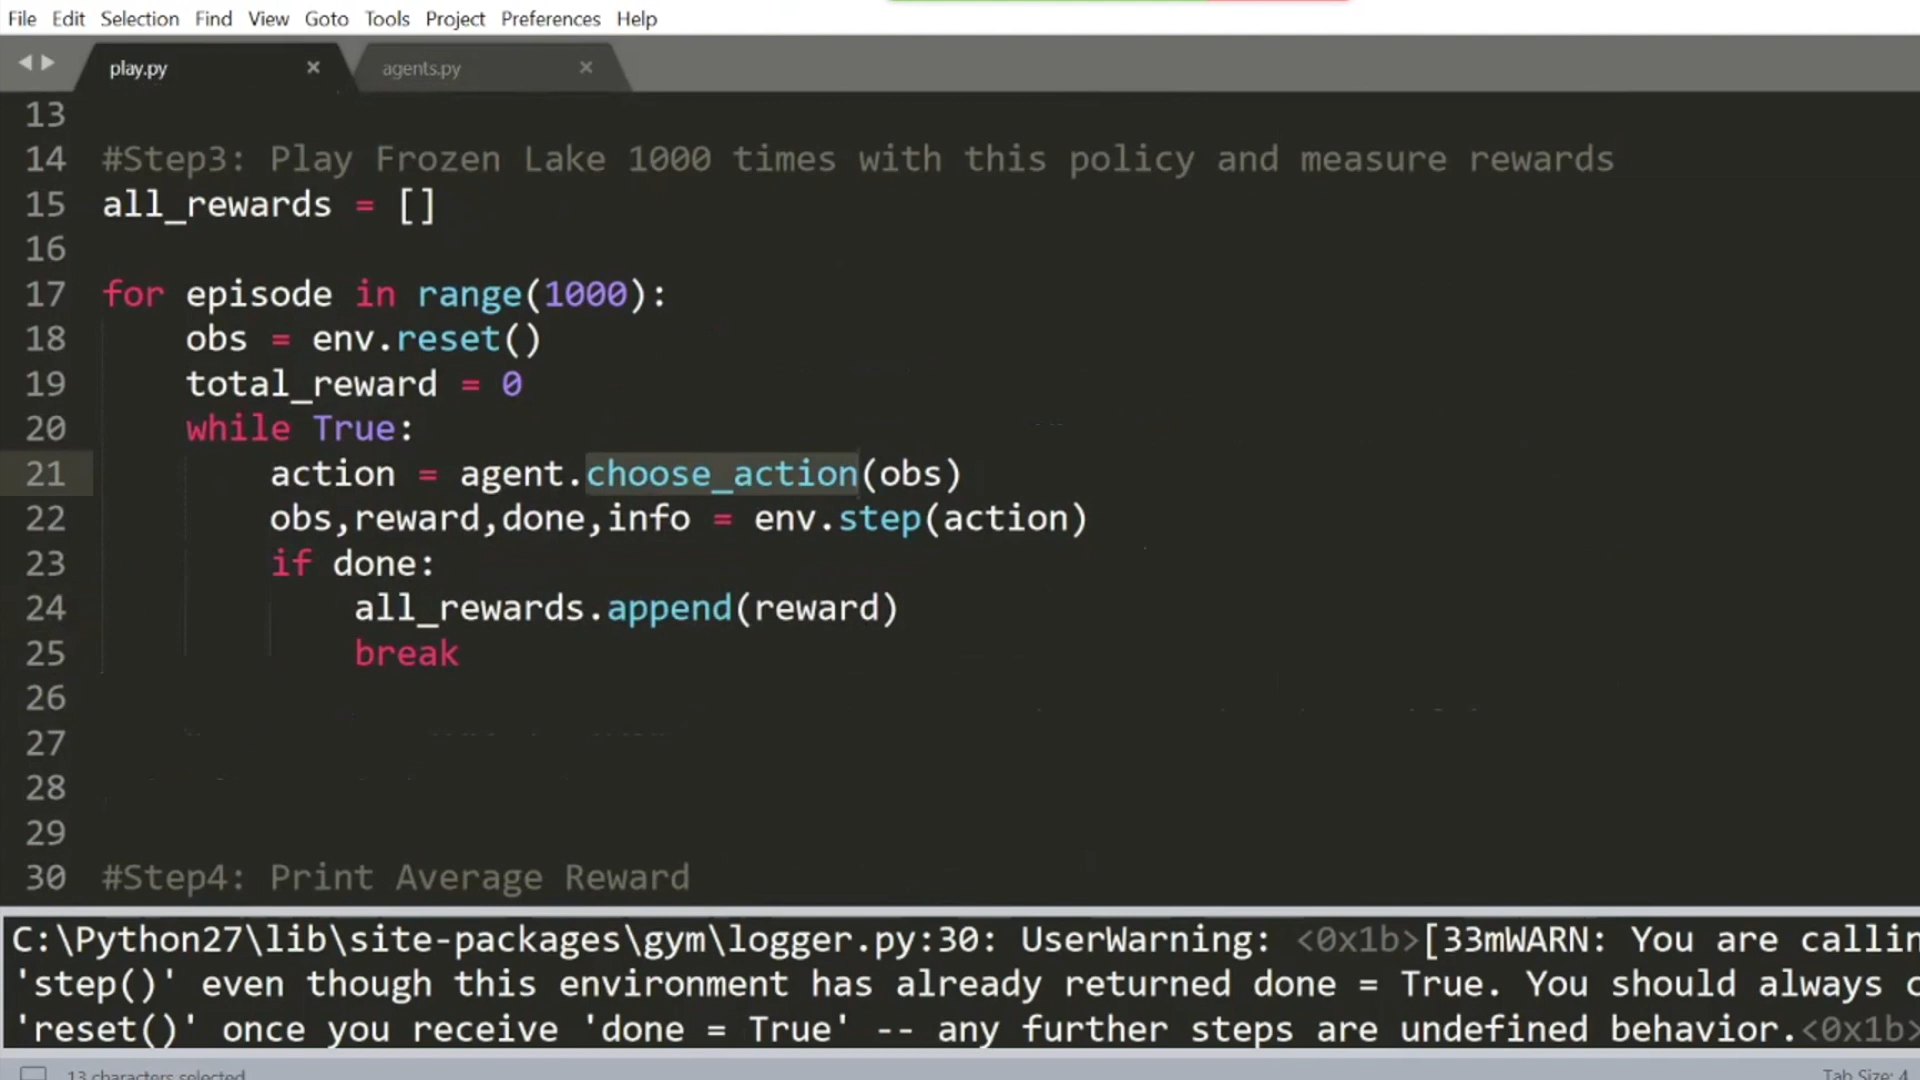 File Edit Selection Find View Goto Tools Project Preferences Help
play.py × agents.py ×
13
14 #Step3: Play Frozen Lake 1000 times with this policy and measure rewards
15 all_rewards = []
16
17 for episode in range(1000):
18 obs = env.reset()
19 total_reward = 0
20 while True:
21 action = agent.choose_action(obs)
22 obs,reward,done,info = env.step(action)
23 if done:
24 all_rewards.append(reward)
25 break
26
27
28
29
30 #Step4: Print Average Reward
C:\Python27\lib\site-packages\gym\logger.py:30: UserWarning: <0x1b>[33mWARN: You are callin
'step()' even though this environment has already returned done = True. You should always c
'reset()' once you receive 'done = True' -- any further steps are undefined behavior.<0x1b>
13 characters selected Tab Size: 4